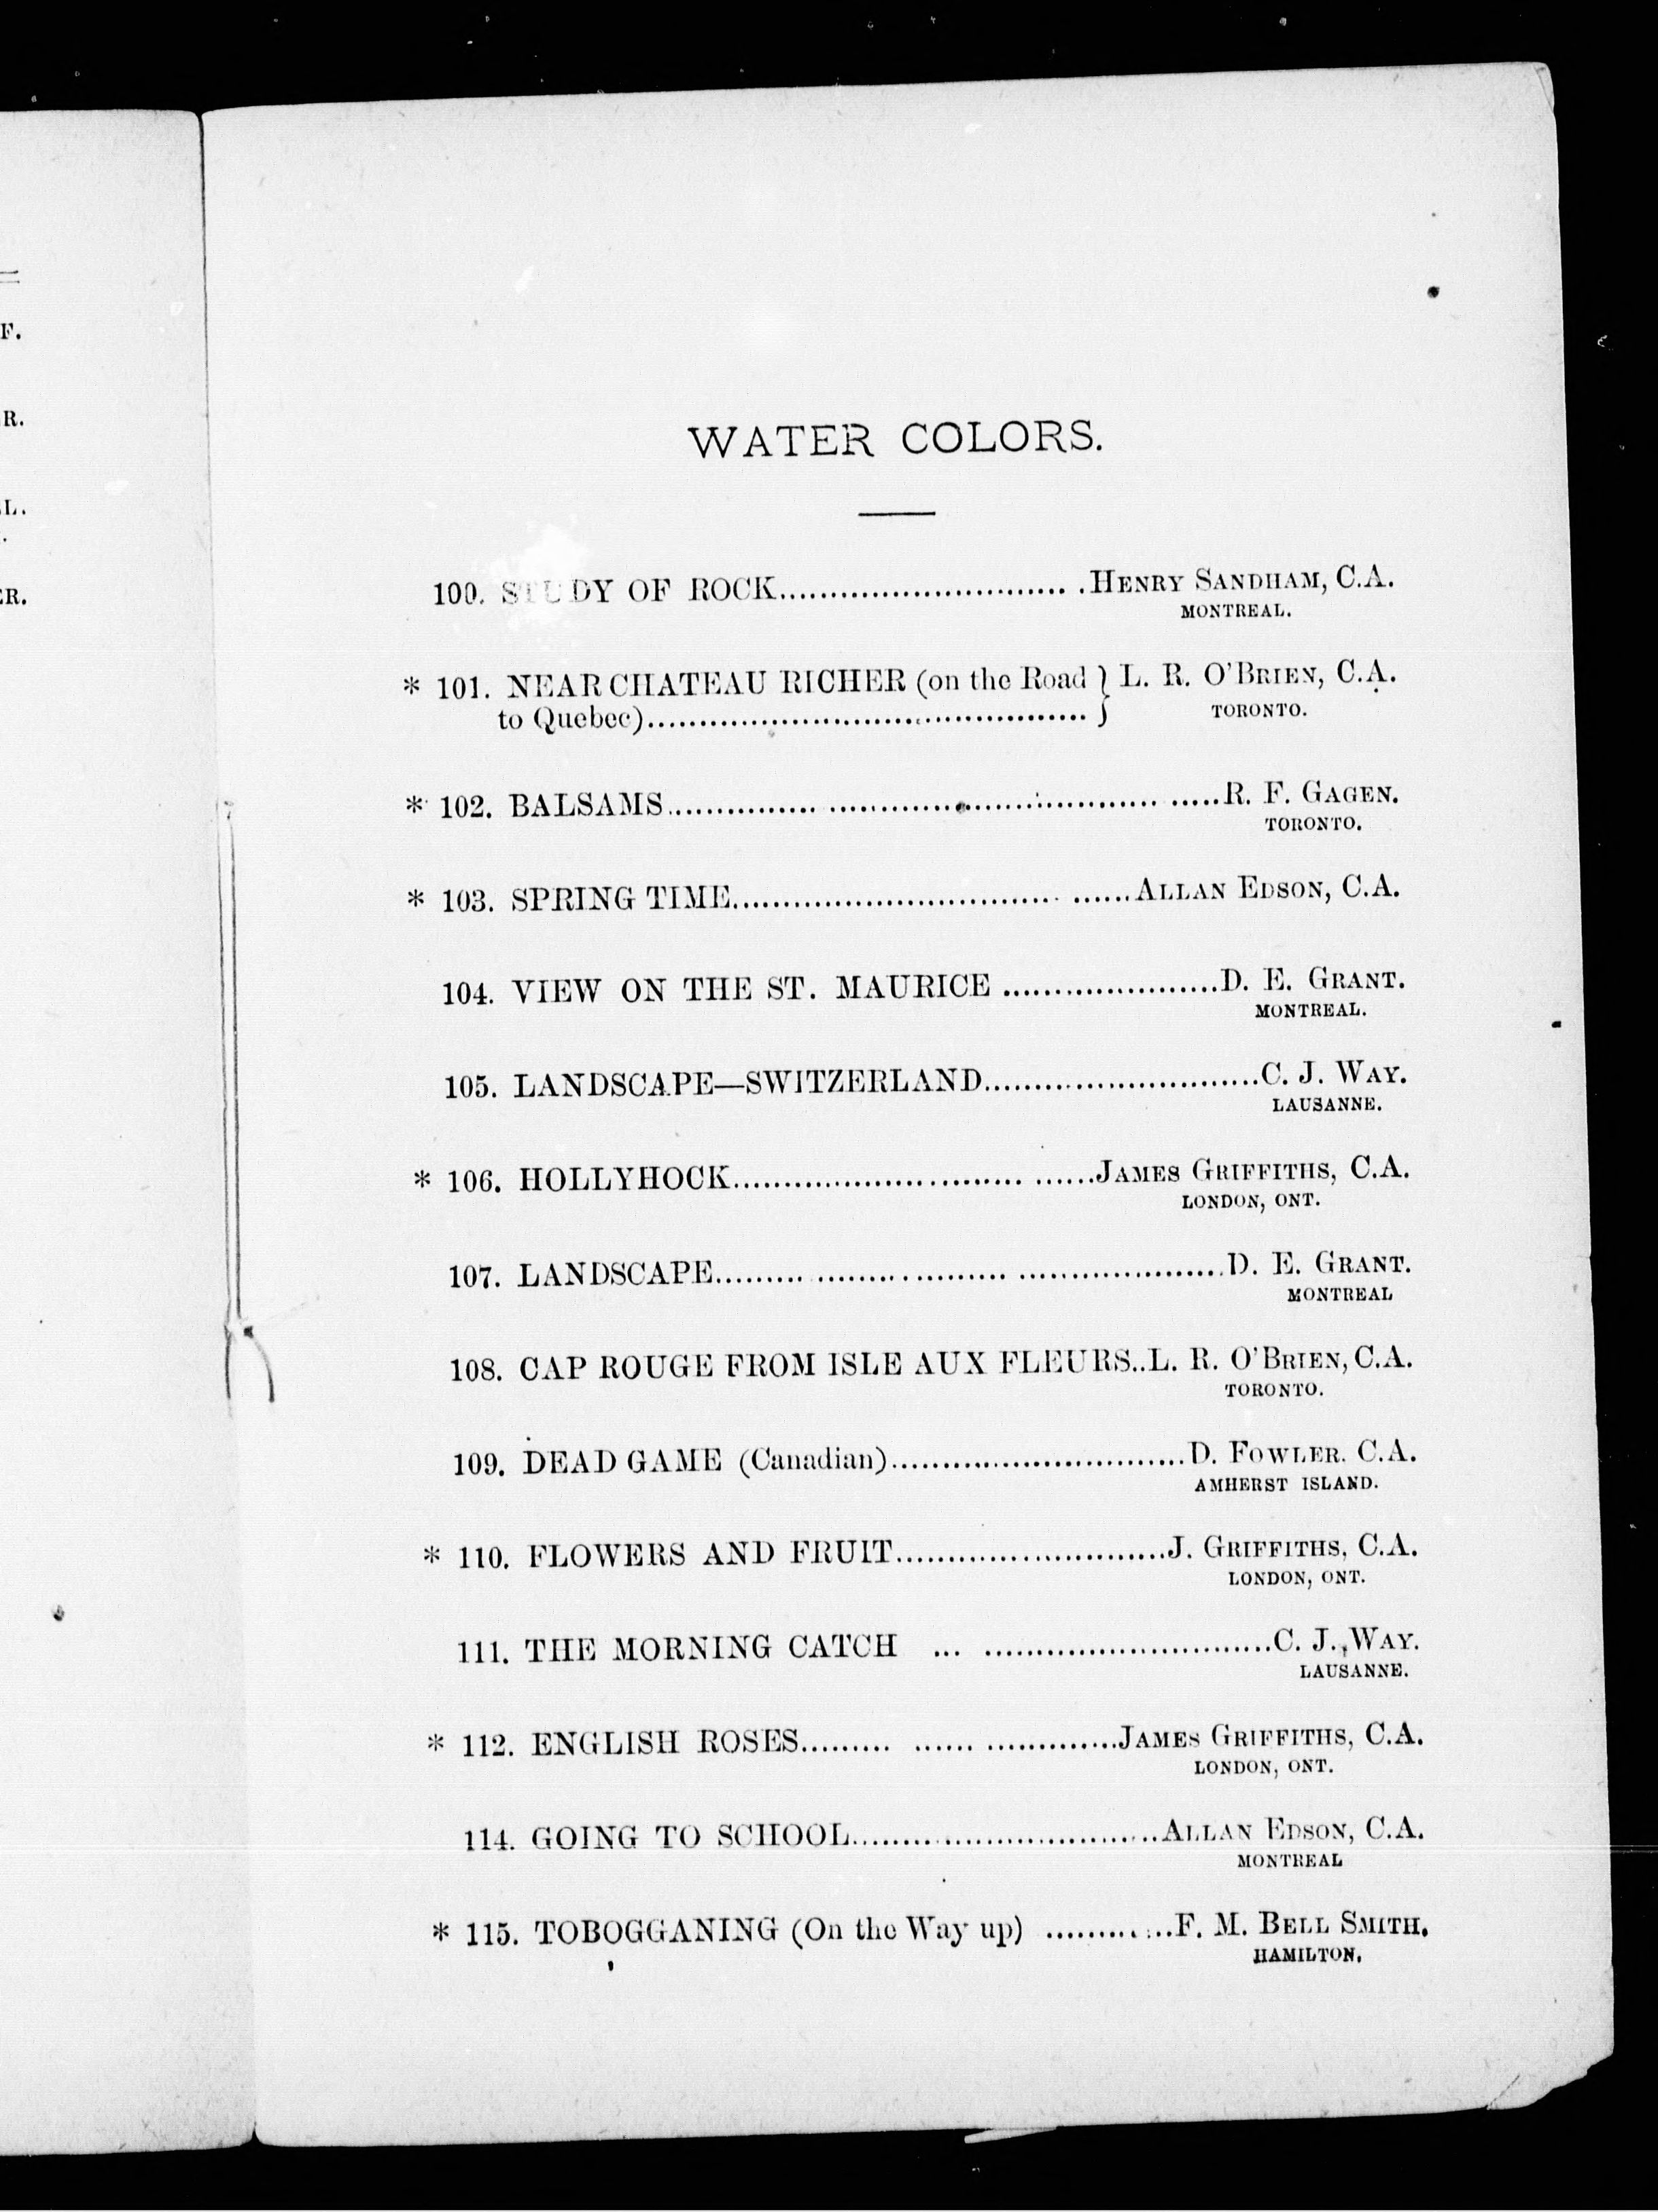 F.
R.
L.
ER.
WATER COLORS.
100. STUDY OF ROCK.............................. .HENRY SANDHAM, C.A.
MONTREAL.
* 101. NEAR CHATEAU RICHER (on the Road } L. R. O'BRIEN, C.A.
to Quebec)............................................ } TORONTO.
* 102. BALSAMS................ .................................... .....R. F. GAGEN.
TORONTO.
* 103. SPRING TIME................................. ......ALLAN EDSON, C.A.
104. VIEW ON THE ST. MAURICE .....................D. E. GRANT.
MONTREAL.
105. LANDSCAPE—SWITZERLAND...........................C. J. WAY.
LAUSANNE.
* 106. HOLLYHOCK............................. ......JAMES GRIFFITHS, C.A.
LONDON, ONT.
107. LANDSCAPE......... ................... .....................D. E. GRANT.
MONTREAL
108. CAP ROUGE FROM ISLE AUX FLEURS..L. R. O'BRIEN, C.A.
TORONTO.
109. DEAD GAME (Canadian).............................D. FOWLER. C.A.
AMHERST ISLAND.
* 110. FLOWERS AND FRUIT...........................J. GRIFFITHS, C.A.
LONDON, ONT.
111. THE MORNING CATCH ... ............................C. J. WAY.
LAUSANNE.
* 112. ENGLISH ROSES......... ...... .............JAMES GRIFFITHS, C.A.
LONDON, ONT.
114. GOING TO SCHOOL...............................ALLAN EDSON, C.A.
MONTREAL
* 115. TOBOGGANING (On the Way up) .............F. M. BELL SMITH.
HAMILTON.